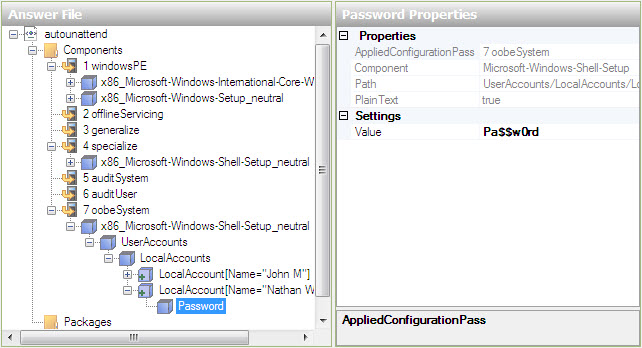 Answer File
autounattend
Components
1 windowsPE
x86_Microsoft-Windows-International-Core-W
x86_Microsoft-Windows-Setup_neutral
2 offlineServicing
3 generalize
4 specialize
x86_Microsoft-Windows-Shell-Setup_neutral
5 auditSystem
6 auditUser
7 oobeSystem
x86_Microsoft-Windows-Shell-Setup_neutral
UserAccounts
LocalAccounts
LocalAccount[Name="John M"]
LocalAccount[Name="Nathan W
Password
Packages
Password Properties
Properties
AppliedConfigurationPass 7 oobeSystem
Component Microsoft-Windows-Shell-Setup
Path UserAccounts/LocalAccounts/Lo
PlainText true
Settings
Value Pa$$w0rd
AppliedConfigurationPass